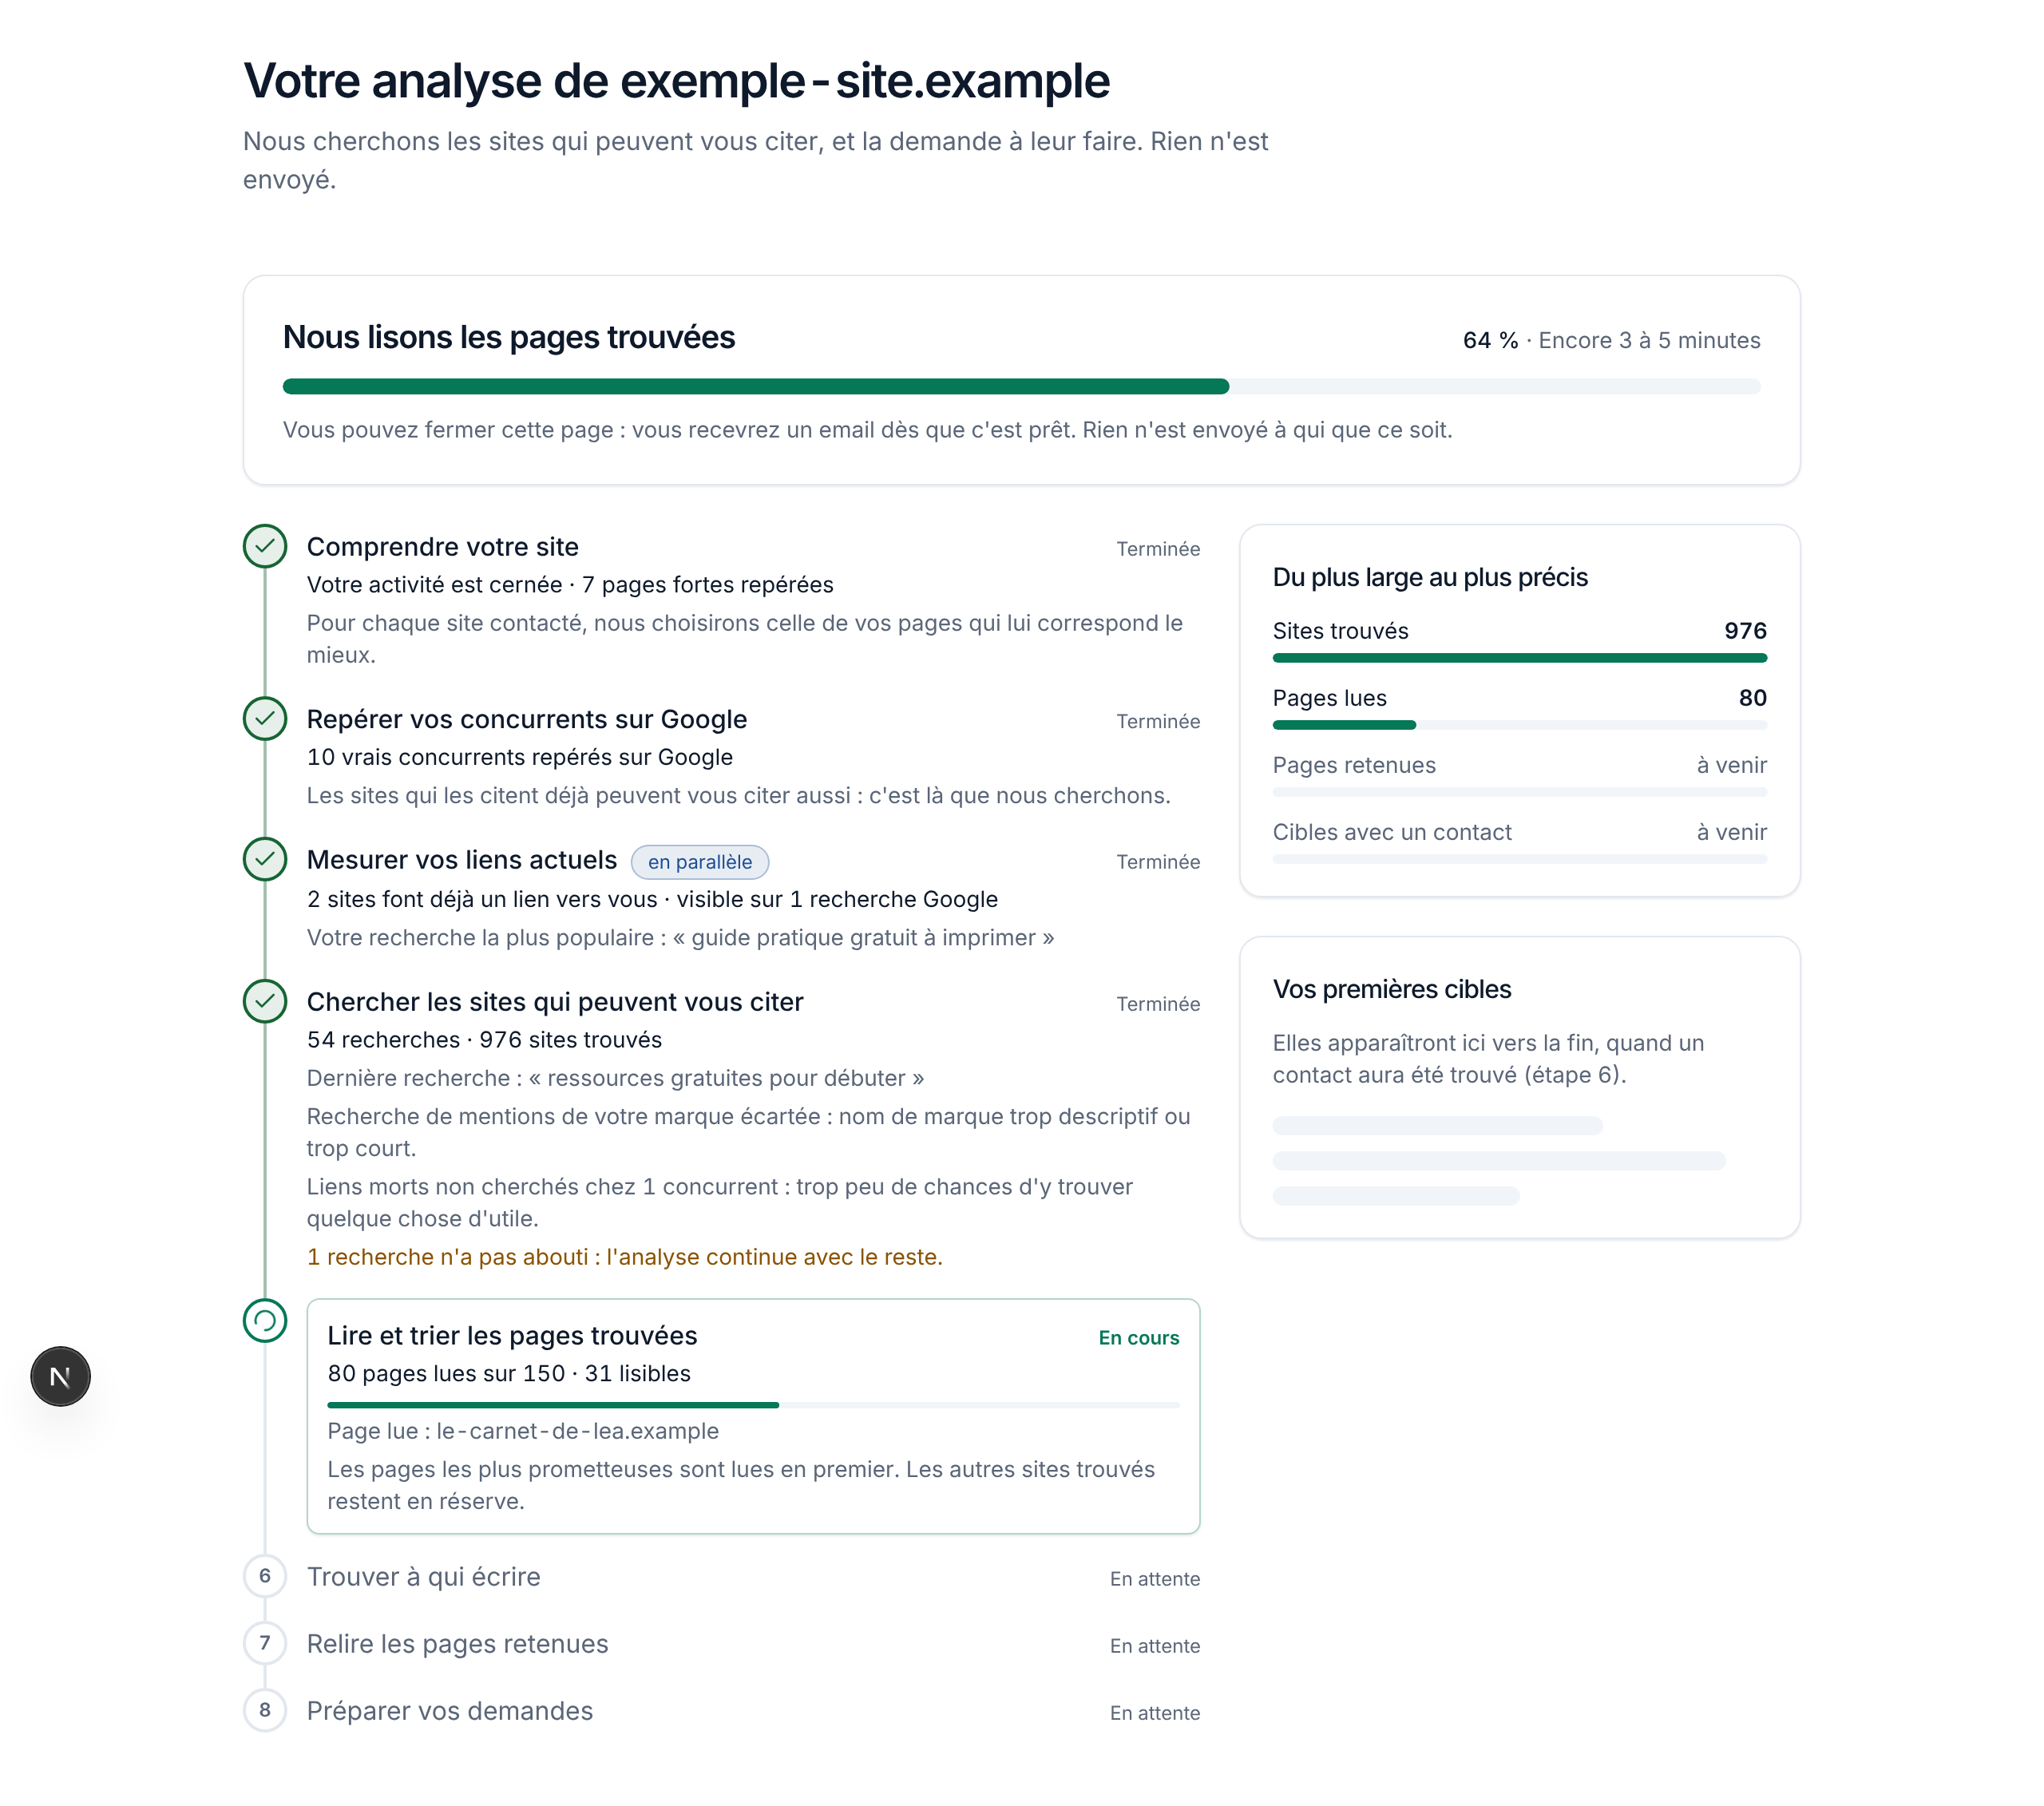 Votre analyse de exemple-site.example
Nous cherchons les sites qui peuvent vous citer, et la demande à leur faire. Rien n'est
envoyé.
Nous lisons les pages trouvées
64 % · Encore 3 à 5 minutes
Vous pouvez fermer cette page : vous recevrez un email dès que c'est prêt. Rien n'est envoyé à qui que ce soit.
Comprendre votre site
Terminée
Votre activité est cernée · 7 pages fortes repérées
Pour chaque site contacté, nous choisirons celle de vos pages qui lui correspond le
mieux.
Repérer vos concurrents sur Google
Terminée
10 vrais concurrents repérés sur Google
Les sites qui les citent déjà peuvent vous citer aussi : c'est là que nous cherchons.
Mesurer vos liens actuels
en parallèle
Terminée
2 sites font déjà un lien vers vous · visible sur 1 recherche Google
Votre recherche la plus populaire : « guide pratique gratuit à imprimer »
Chercher les sites qui peuvent vous citer
Terminée
54 recherches · 976 sites trouvés
Dernière recherche : « ressources gratuites pour débuter »
Recherche de mentions de votre marque écartée : nom de marque trop descriptif ou
trop court.
Liens morts non cherchés chez 1 concurrent : trop peu de chances d'y trouver
quelque chose d'utile.
1 recherche n'a pas abouti : l'analyse continue avec le reste.
Lire et trier les pages trouvées
En cours
80 pages lues sur 150 · 31 lisibles
Page lue : le-carnet-de-lea.example
Les pages les plus prometteuses sont lues en premier. Les autres sites trouvés
restent en réserve.
6
Trouver à qui écrire
En attente
7
Relire les pages retenues
En attente
8
Préparer vos demandes
En attente
Du plus large au plus précis
Sites trouvés
976
Pages lues
80
Pages retenues
à venir
Cibles avec un contact
à venir
Vos premières cibles
Elles apparaîtront ici vers la fin, quand un
contact aura été trouvé (étape 6).
N